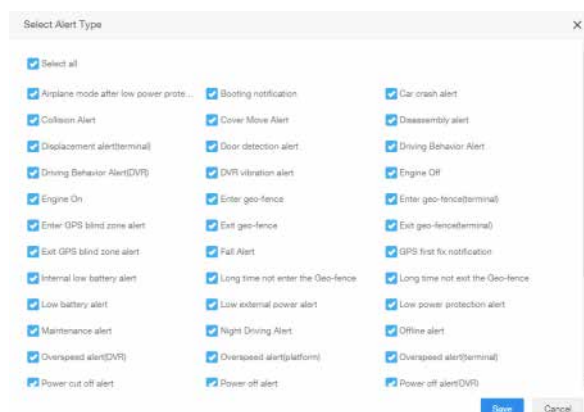 Select Alert Type
Select all
Airplane mode after low power prote... Booting notification Car crash alert
Collision Alert Cover Move Alert Disassembly alert
Displacement alert(terminal) Door detection alert Driving Behavior Alert
Driving Behavior Alert(DVR) DVR vibration alert Engine Off
Engine On Enter geo-fence Enter geo-fence(terminal)
Enter GPS blind zone alert Exit geo-fence Exit geo-fence(terminal)
Exit GPS blind zone alert Fall Alert GPS first fix notification
Internal low battery alert Long time not enter the Geo-fence Long time not exit the Geo-fence
Low battery alert Low external power alert Low power protection alert
Maintenance alert Night Driving Alert Offline alert
Overspeed alert(DVR) Overspeed alert(platform) Overspeed alert(terminal)
Power cut off alert Power off alert Power off alert(DVR)
Save Cancel